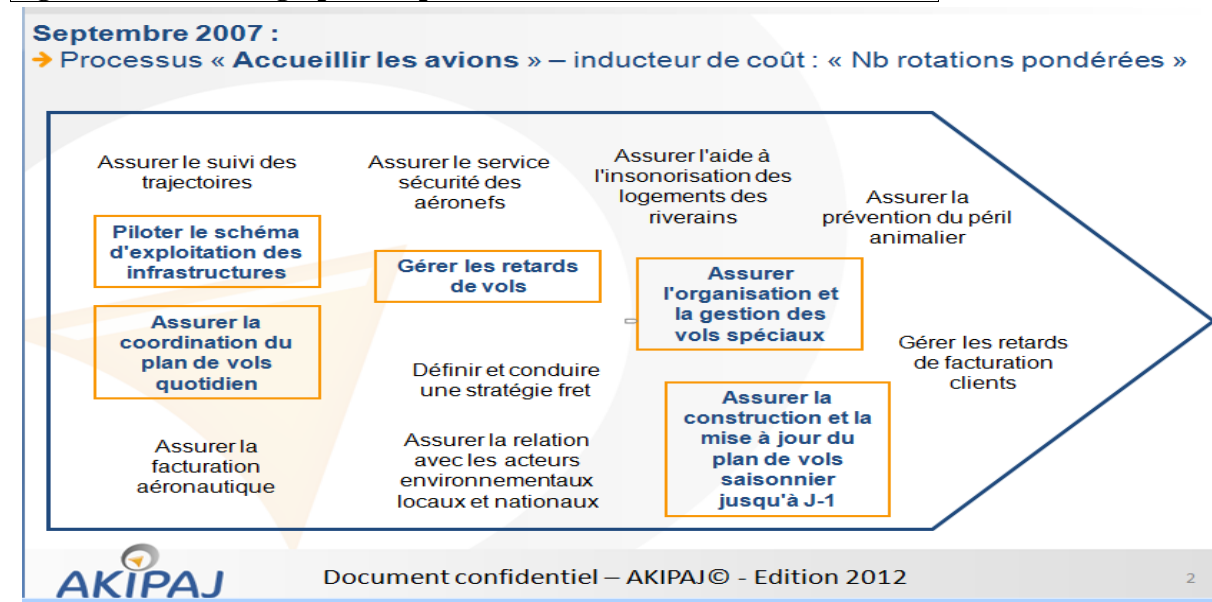 Septembre 2007 :
➔ Processus « Accueillir les avions » – inducteur de coût : « Nb rotations pondérées »
Assurer le suivi des
trajectoires
Piloter le schéma
d'exploitation des
infrastructures
Assurer la
coordination du
plan de vols
quotidien
Assurer la
facturation
aéronautique
Assurer le service
sécurité des
aéronefs
Gérer les retards
de vols
Définir et conduire
une stratégie fret
Assurer la relation
avec les acteurs
environnementaux
locaux et nationaux
Assurer l'aide à
l'insonorisation des
logements des
riverains
Assurer
l'organisation et
la gestion des
vols spéciaux
Assurer la
construction et la
mise à jour du
plan de vols
saisonnier
jusqu'à J-1
Assurer la
prévention du péril
animalier
Gérer les retards
de facturation
clients
AKIPAJ
Document confidentiel – AKIPAJ© - Edition 2012
2